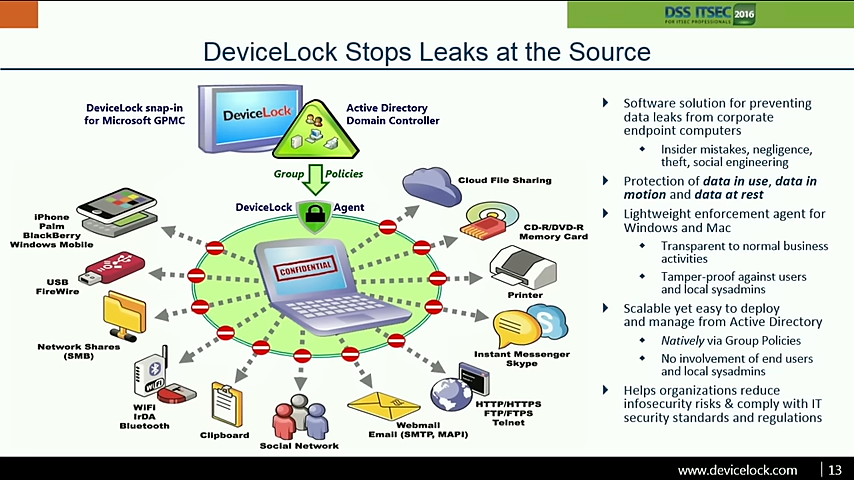 DSS ITSEC 2016
FOR ITSEC PROFESSIONALS
DeviceLock Stops Leaks at the Source
DeviceLock snap-in
for Microsoft GPMC
DeviceLock
Active Directory
Domain Controller
Group Policies
DeviceLock Agent
Cloud File Sharing
CD-R/DVD-R
Memory Card
Printer
Instant Messenger
Skype
HTTP/HTTPS
FTP/FTPS
Telnet
Webmail
Email (SMTP, MAPI)
Social Network
Clipboard
WiFi
IrDA
Bluetooth
WiFi
Network Shares
(SMB)
USB
FireWire
iPhone
Palm
BlackBerry
Windows Mobile
CONFIDENTIAL
Software solution for preventing
data leaks from corporate
endpoint computers
Insider mistakes, negligence,
theft, social engineering
Protection of data in use, data in
motion and data at rest
Lightweight enforcement agent for
Windows and Mac
Transparent to normal business
activities
Tamper-proof against users
and local sysadmins
Scalable yet easy to deploy
and manage from Active Directory
Natively via Group Policies
No involvement of end users
and local sysadmins
Helps organizations reduce
infosecurity risks & comply with IT
security standards and regulations
www.devicelock.com
13